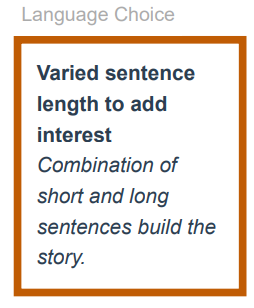 Language Choice
Varied sentence
length to add
interest
Combination of
short and long
sentences build the
story.